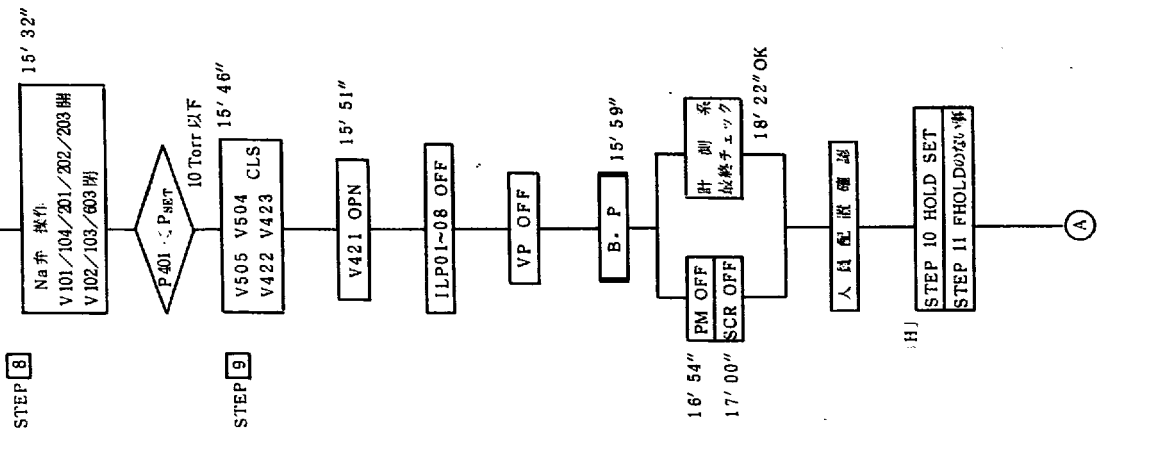 STEP 8
15′ 32″
Na弁 操作
V101/104/201/202/203開
V102/103/603閉
P401 < PSET
10 Torr 以下
STEP 9
15′ 46″
V505 V504
CLS
V422 V423
V421 OPN
15′ 51″
ILP01~08 OFF
VP OFF
B. P
15′ 59″
16′ 54″
PM OFF
17′ 00″
SCR OFF
計 測 系
最終チェック
18′ 22″OK
人 員 配 置 確 認
STEP 10 HOLD SET
STEP 11 FHOLDのない事
A